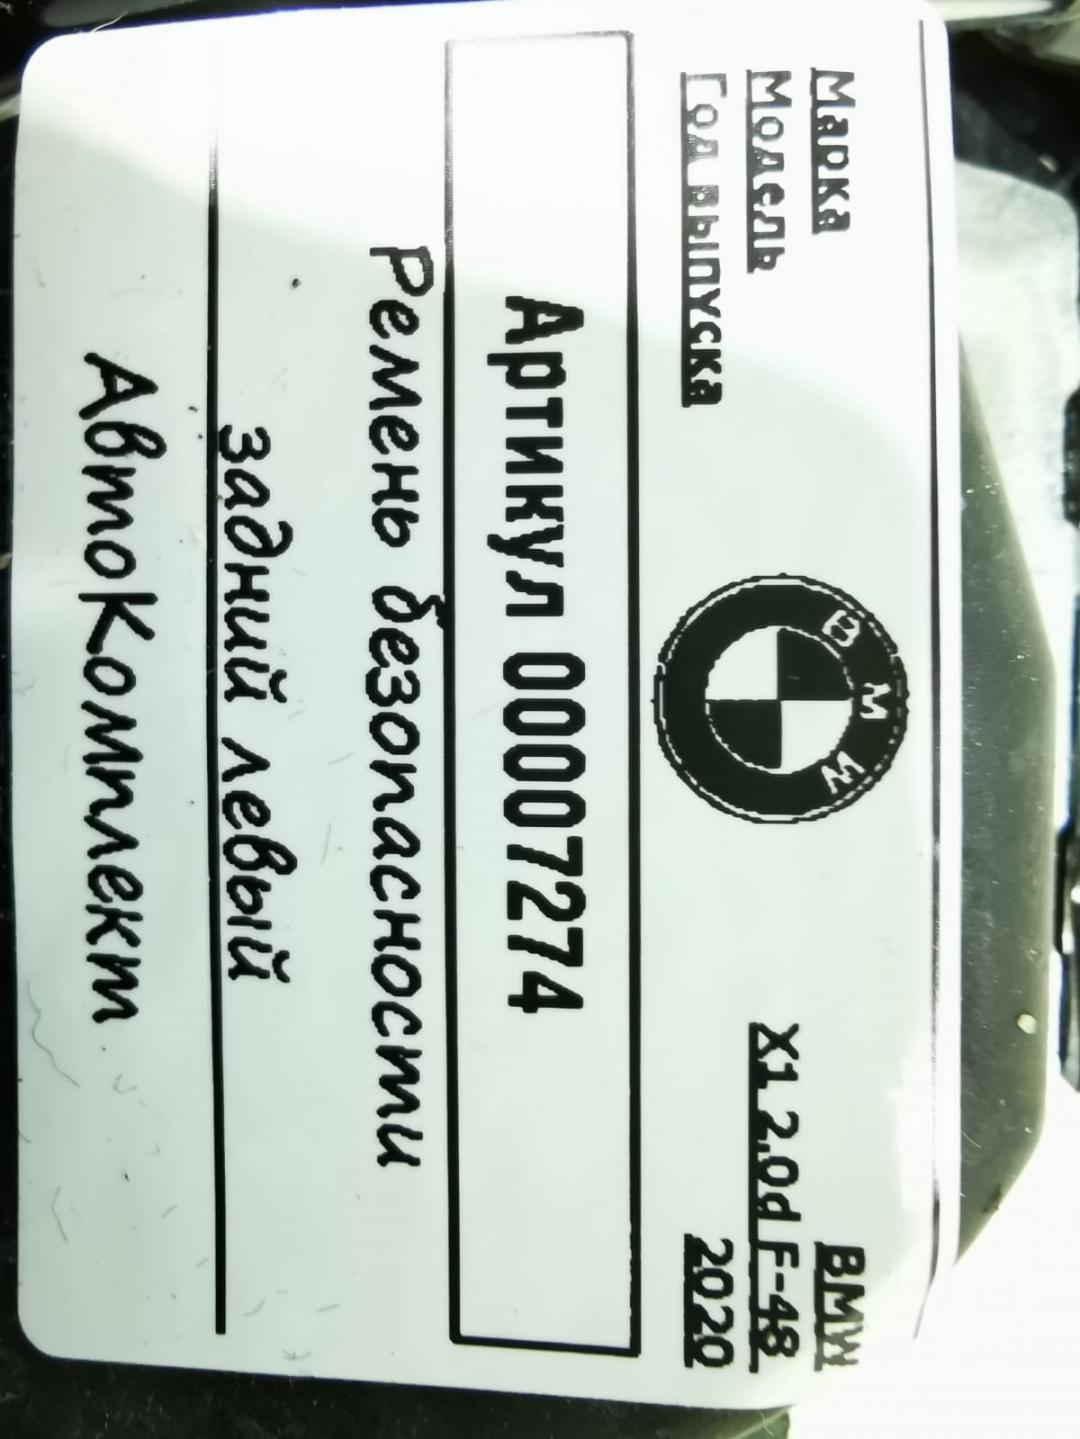 Марка BMW
Модель X1 2.0d F-48
Год выпуска 2020
BMW
Артикул 00007274
Ремень безопасности
задний левый
АвтоКомплект